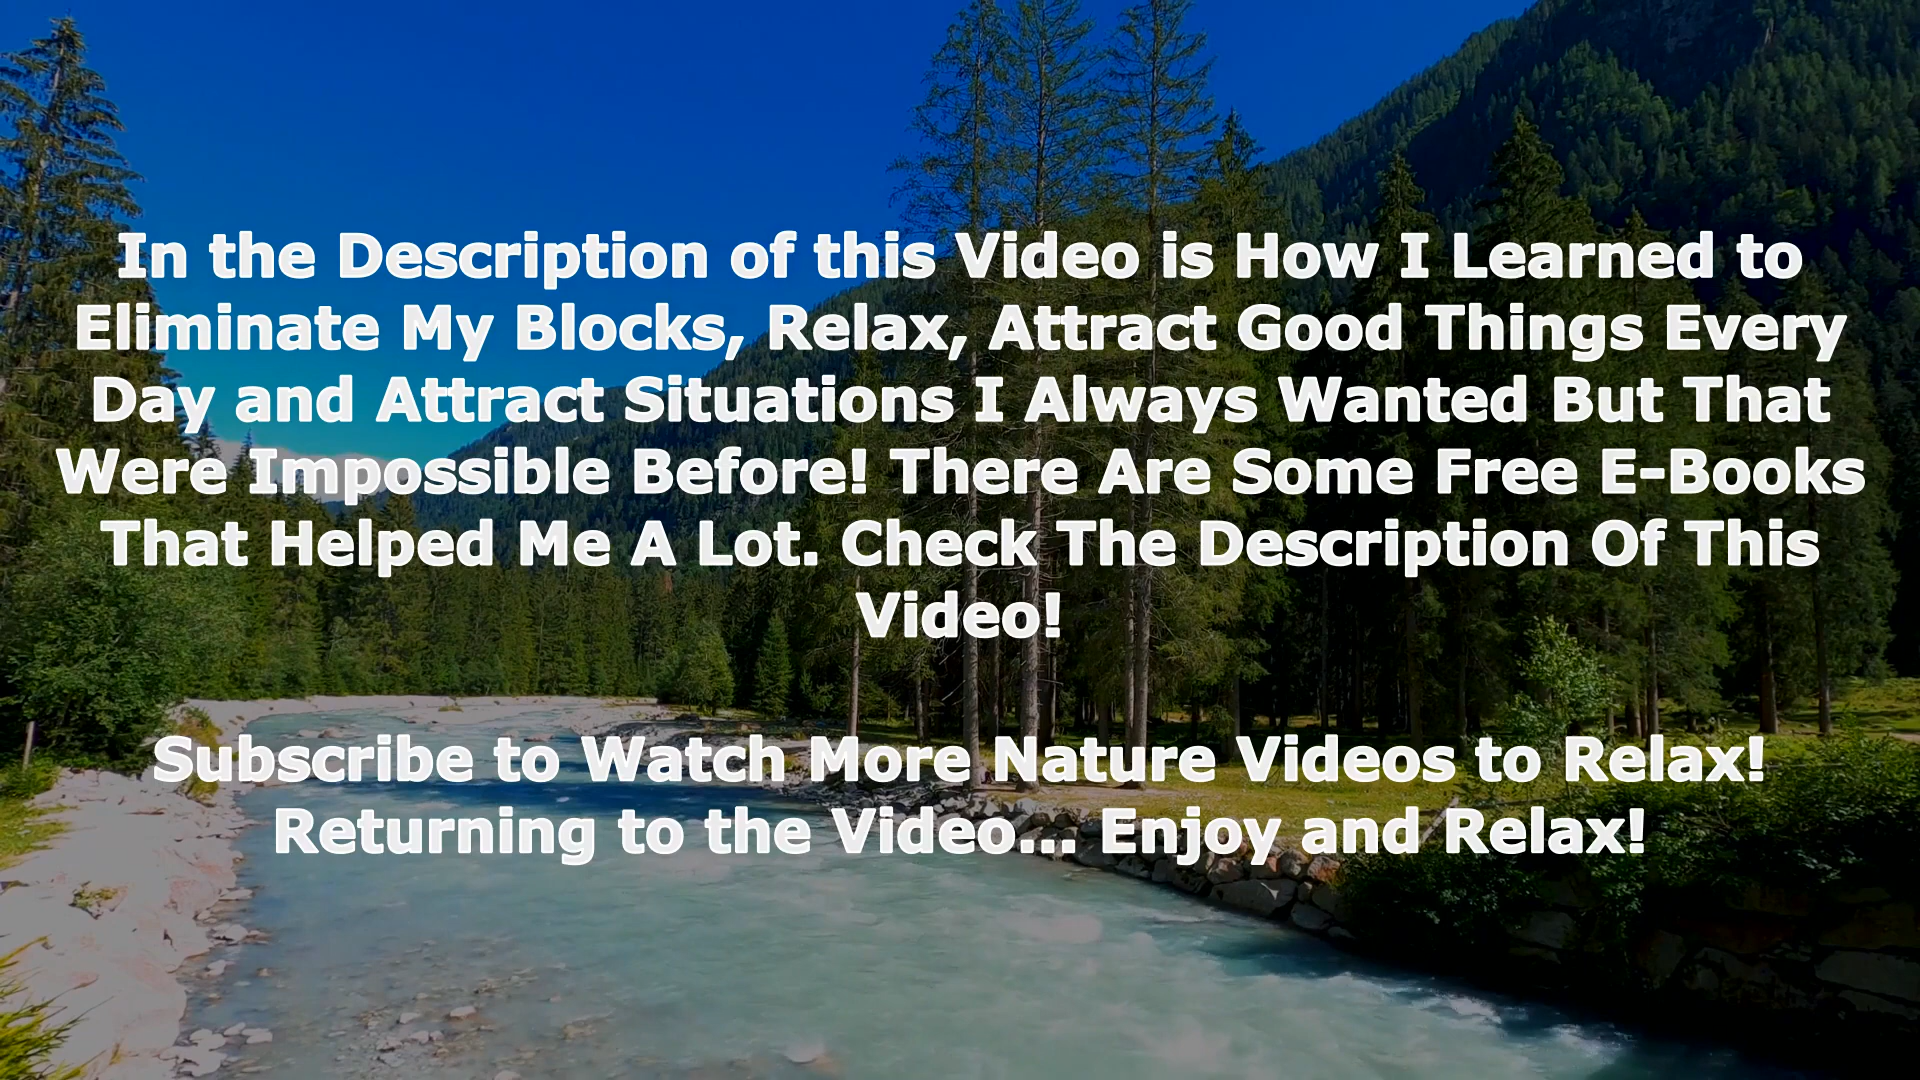 In the Description of this Video is How I Learned to
Eliminate My Blocks, Relax, Attract Good Things Every
Day and Attract Situations I Always Wanted But That
Were Impossible Before! There Are Some Free E-Books
That Helped Me A Lot. Check The Description Of This
Video!
Subscribe to Watch More Nature Videos to Relax!
Returning to the Video... Enjoy and Relax!